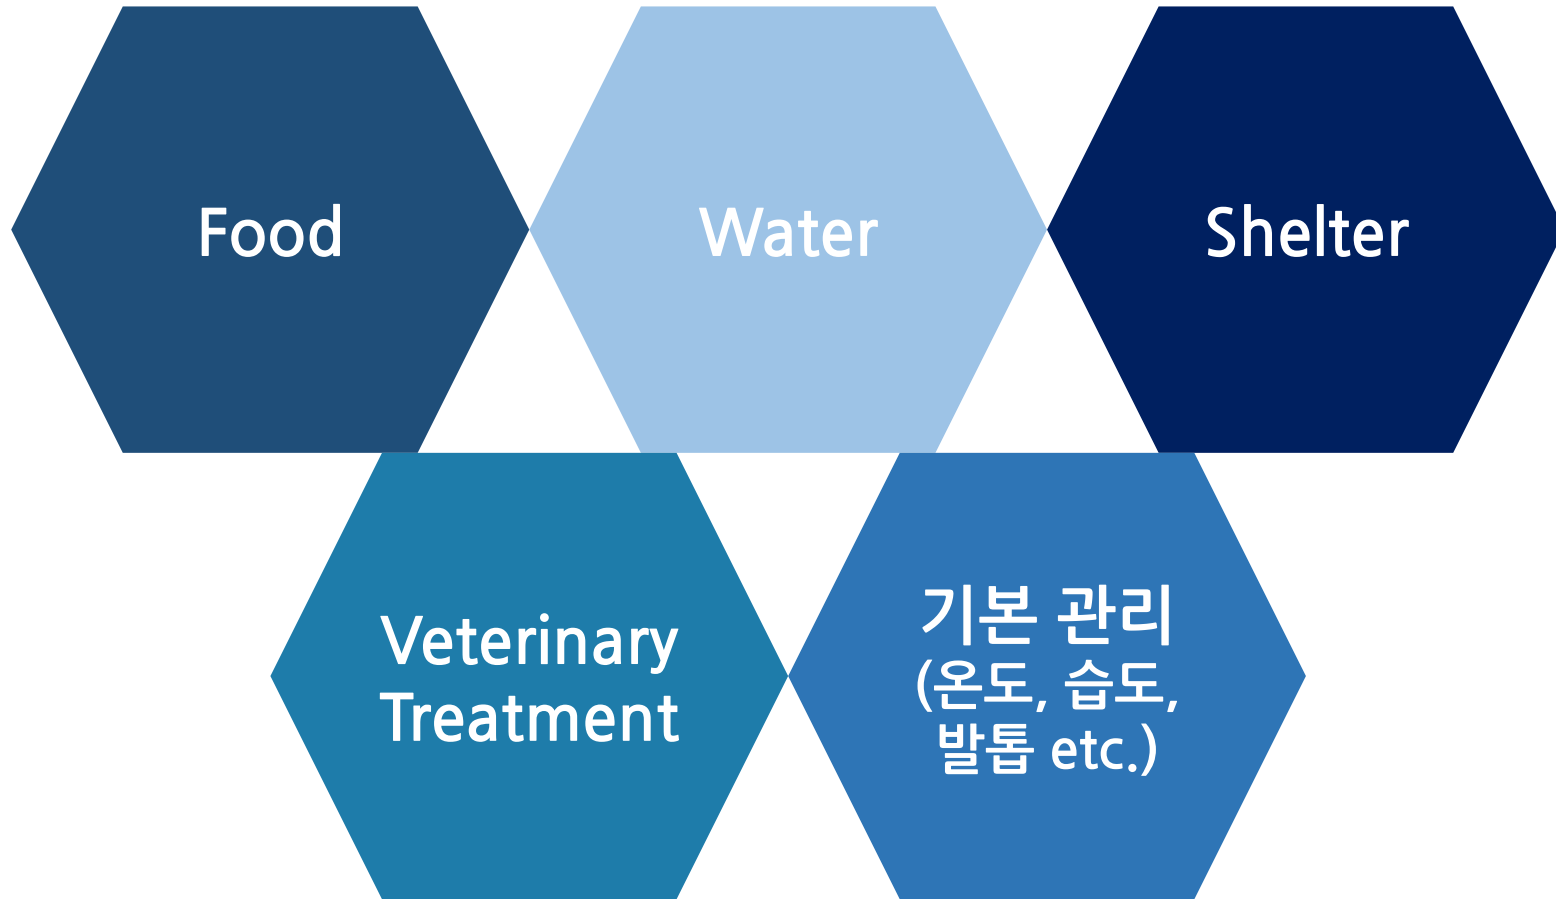 Food
Water
Shelter
Veterinary
Treatment
기본 관리
(온도, 습도,
발톱 etc.)